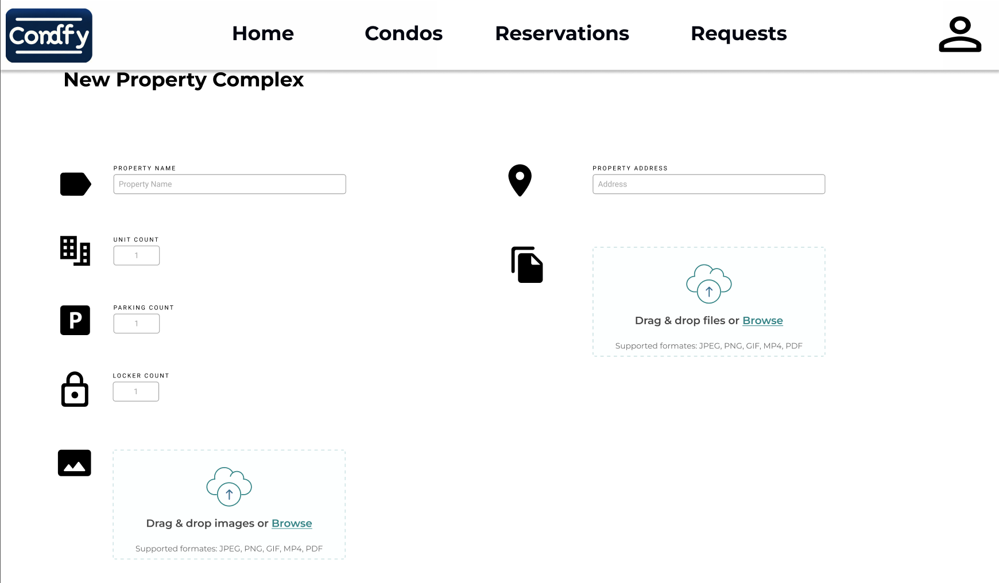 Condfy
Home Condos Reservations Requests
New Property Complex
PROPERTY NAME
Property Name
PROPERTY ADDRESS
Address
UNIT COUNT
1
PARKING COUNT
P
1
LOCKER COUNT
1
Drag & drop files or Browse
Supported formates: JPEG, PNG, GIF, MP4, PDF
Drag & drop images or Browse
Supported formates: JPEG, PNG, GIF, MP4, PDF